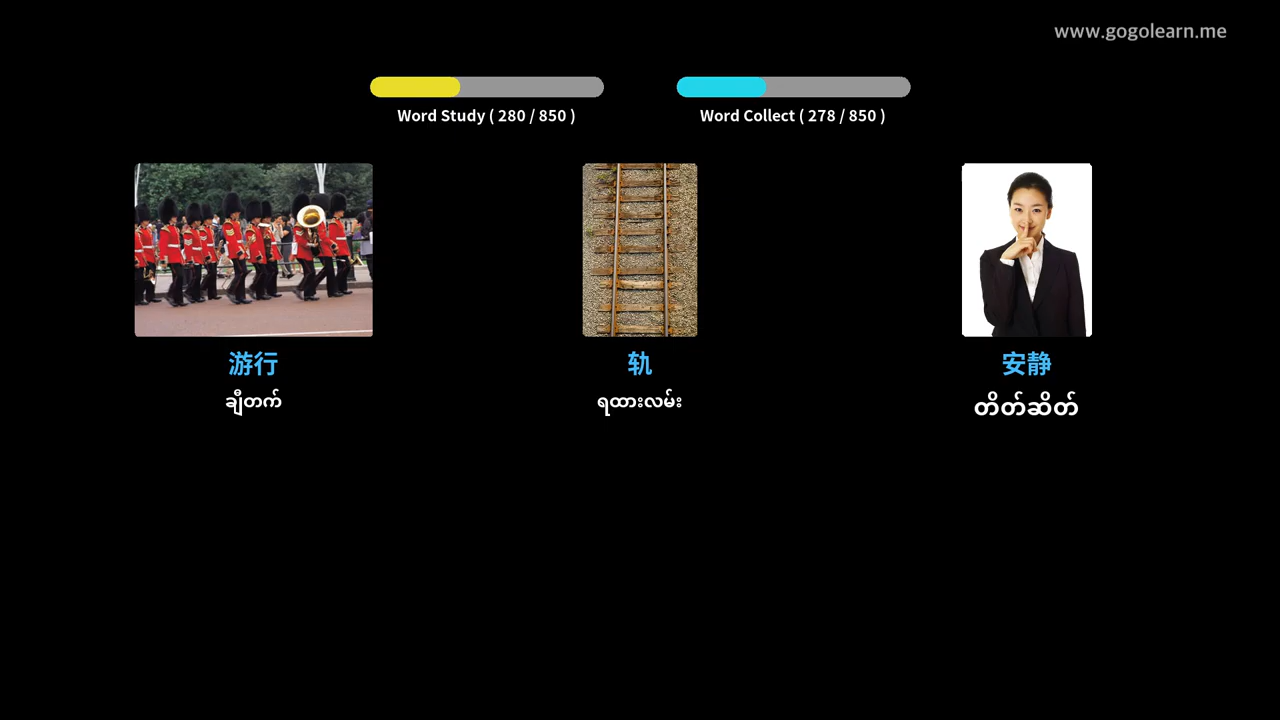 www.gogolearn.me
Word Study ( 280 / 850 )
Word Collect ( 278 / 850 )
游行
轨
安静
ချီတက်
ရထားလမ်း
တိတ်ဆိတ်